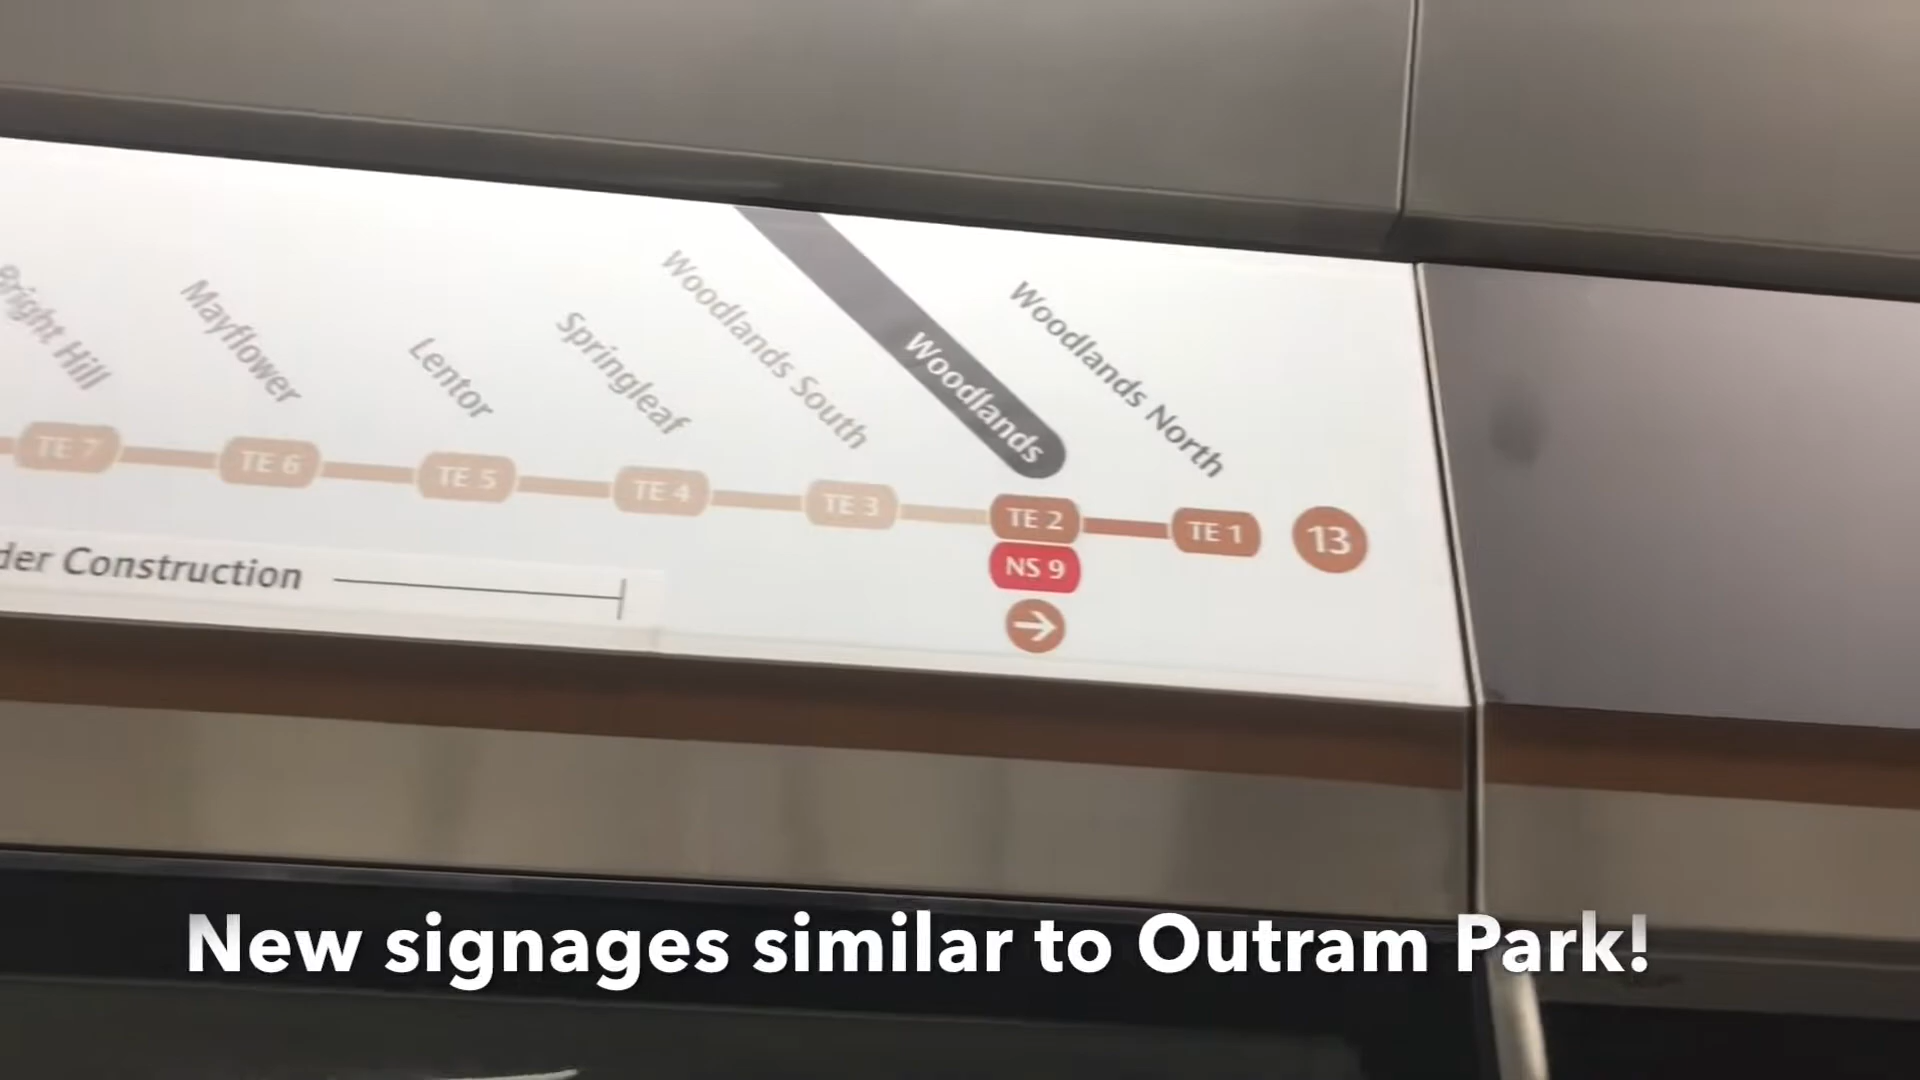 Bright Hill
Mayflower
Lentor
Springleaf
Woodlands South
Woodlands
Woodlands North
TE 7
TE 6
TE 5
TE 4
TE 3
TE 2
TE 1
13
NS 9
der Construction
New signages similar to Outram Park!